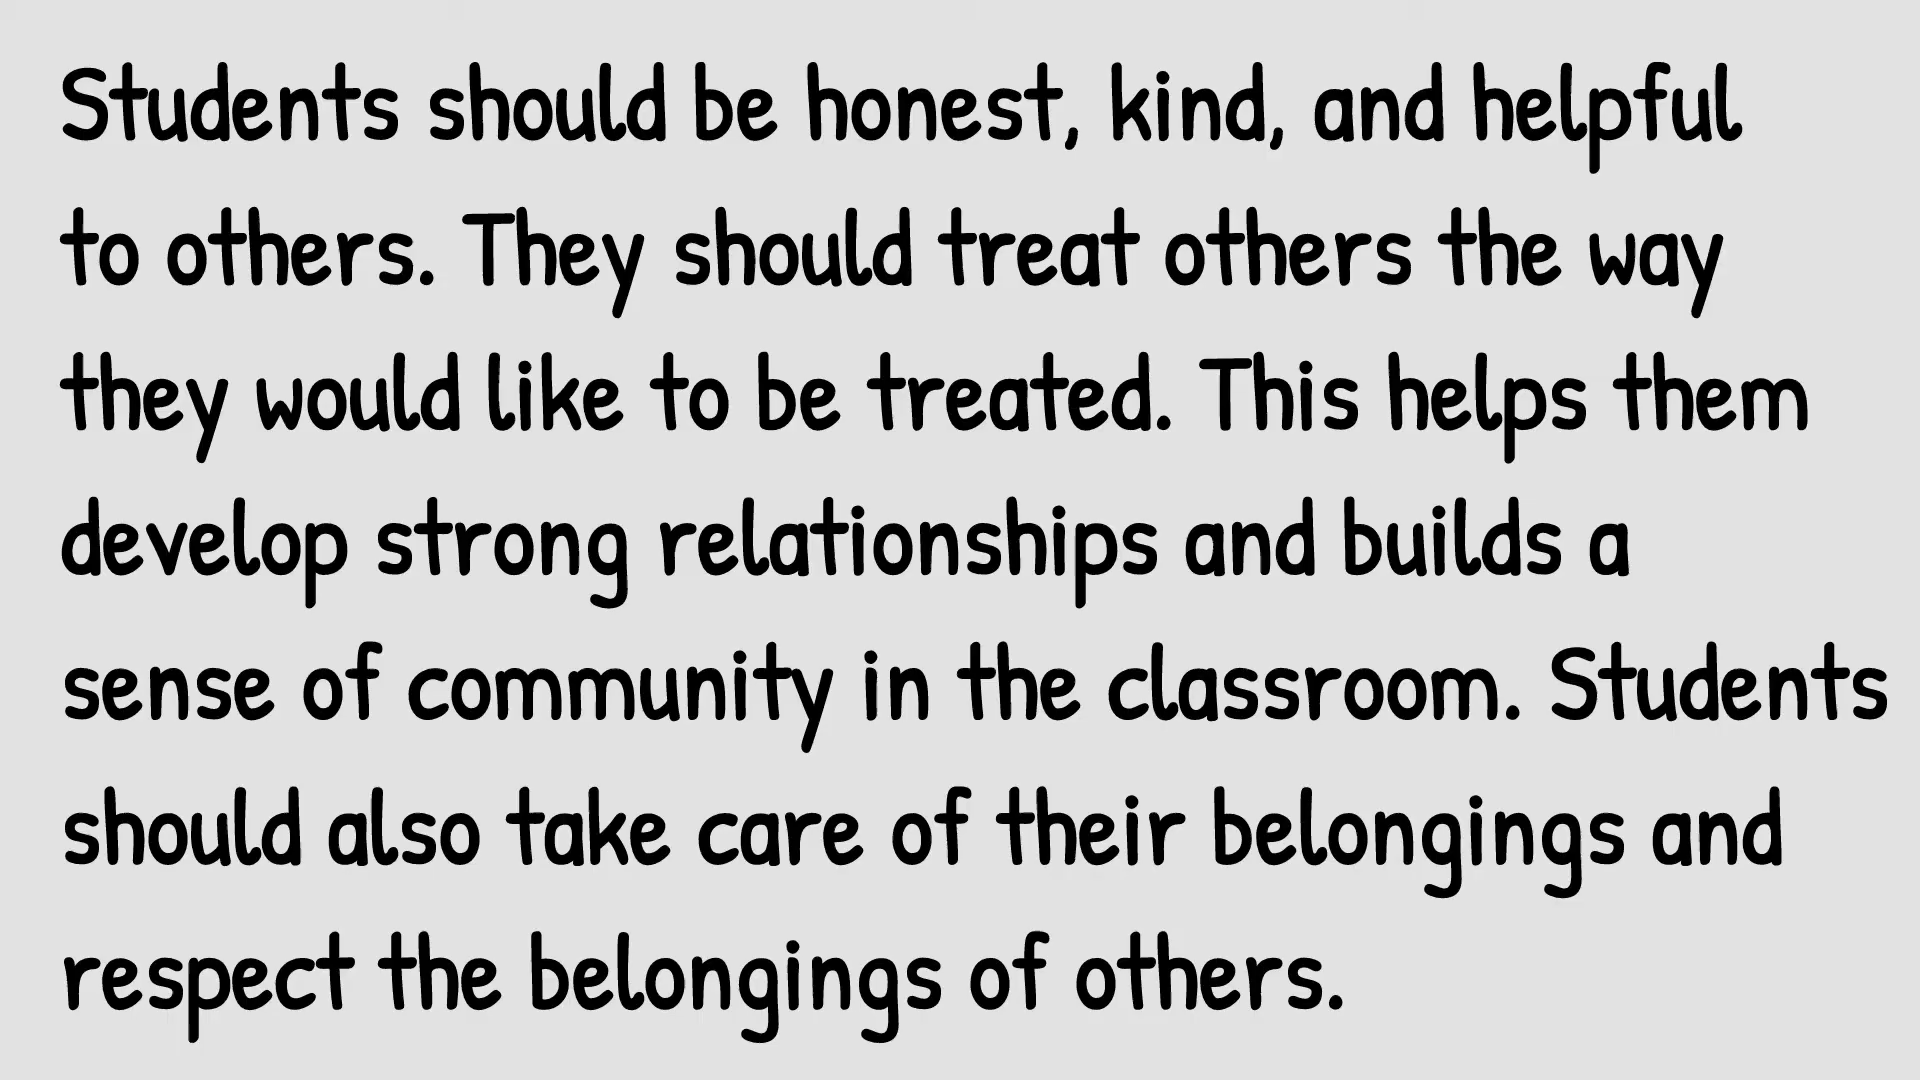 Students should be honest, kind, and helpful
to others. They should treat others the way
they would like to be treated. This helps them
develop strong relationships and builds a
sense of community in the classroom. Students
should also take care of their belongings and
respect the belongings of others.